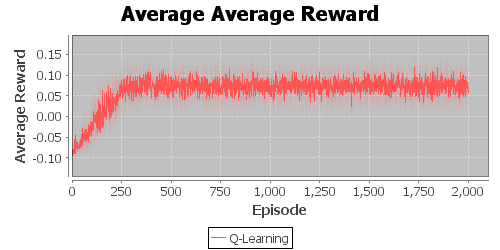 Average Average Reward
Average Reward
0.15
0.10
0.05
0.00
-0.05
-0.10
0 250 500 750 1,000 1,250 1,500 1,750 2,000
Episode
Q-Learning